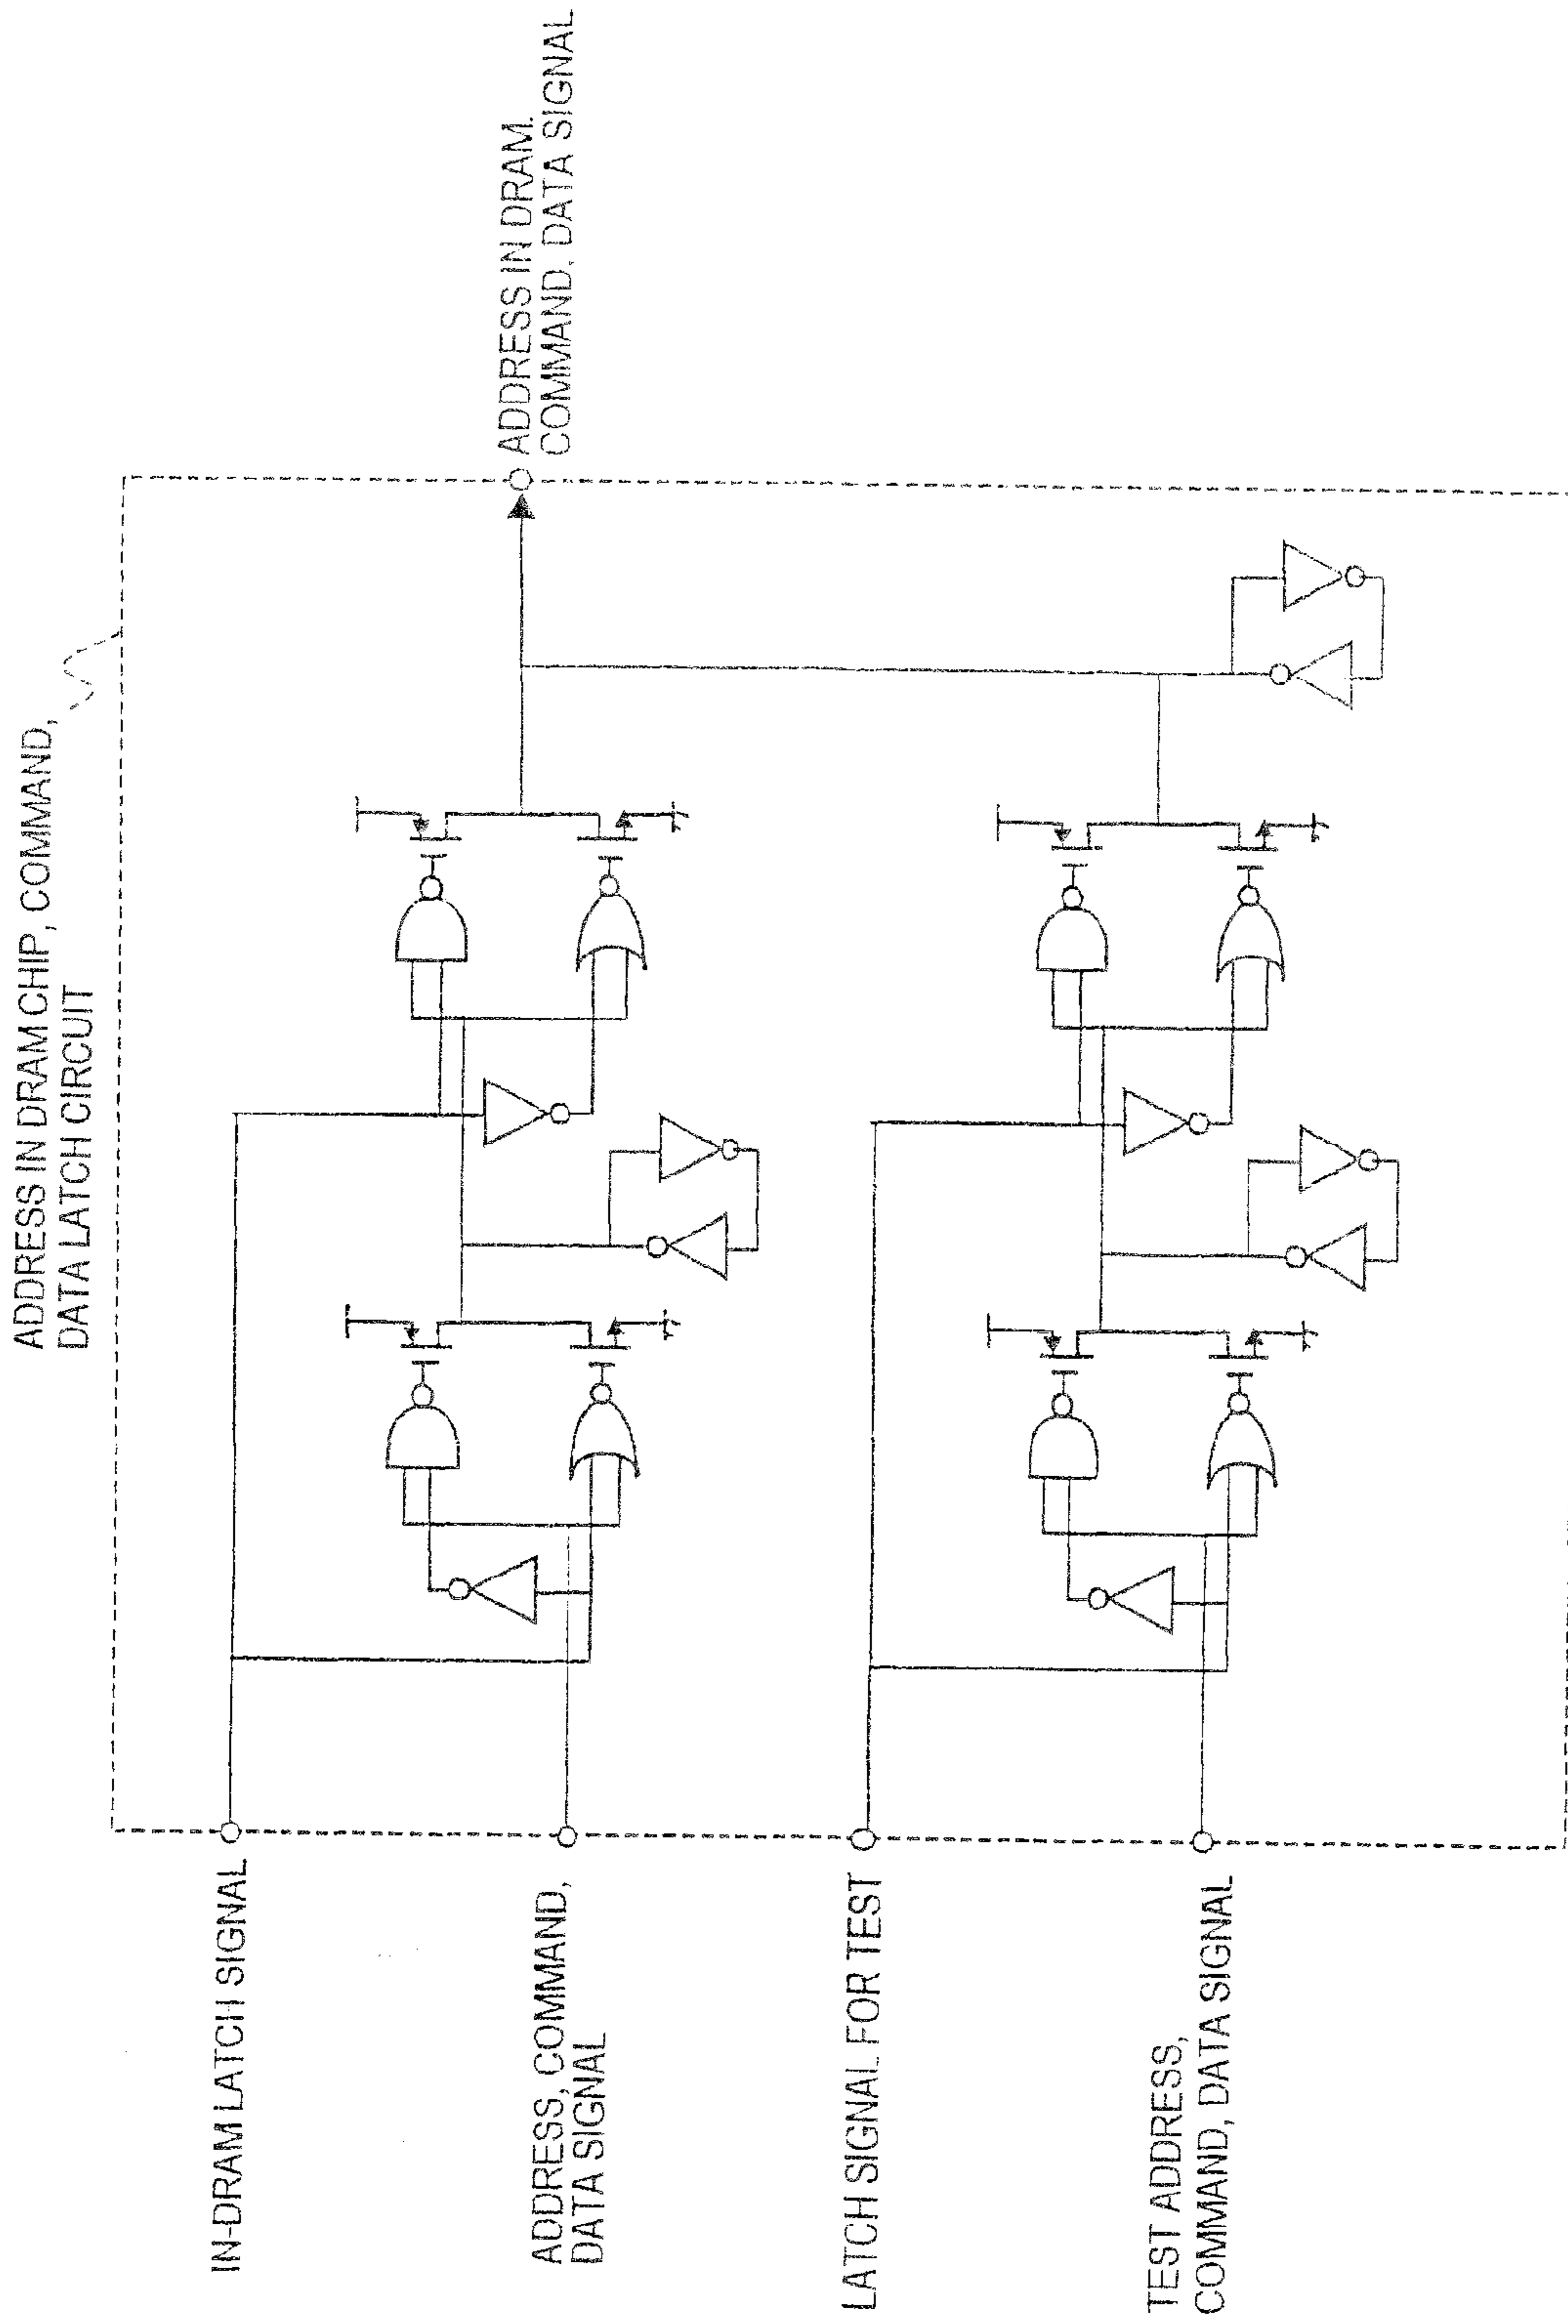 ADDRESS IN DRAM CHIP, COMMAND,
DATA LATCH CIRCUIT
IN-DRAM LATCH SIGNAL
ADDRESS, COMMAND,
DATA SIGNAL
LATCH SIGNAL FOR TEST
TEST ADDRESS,
COMMAND, DATA SIGNAL
ADDRESS IN DRAM.
COMMAND, DATA SIGNAL